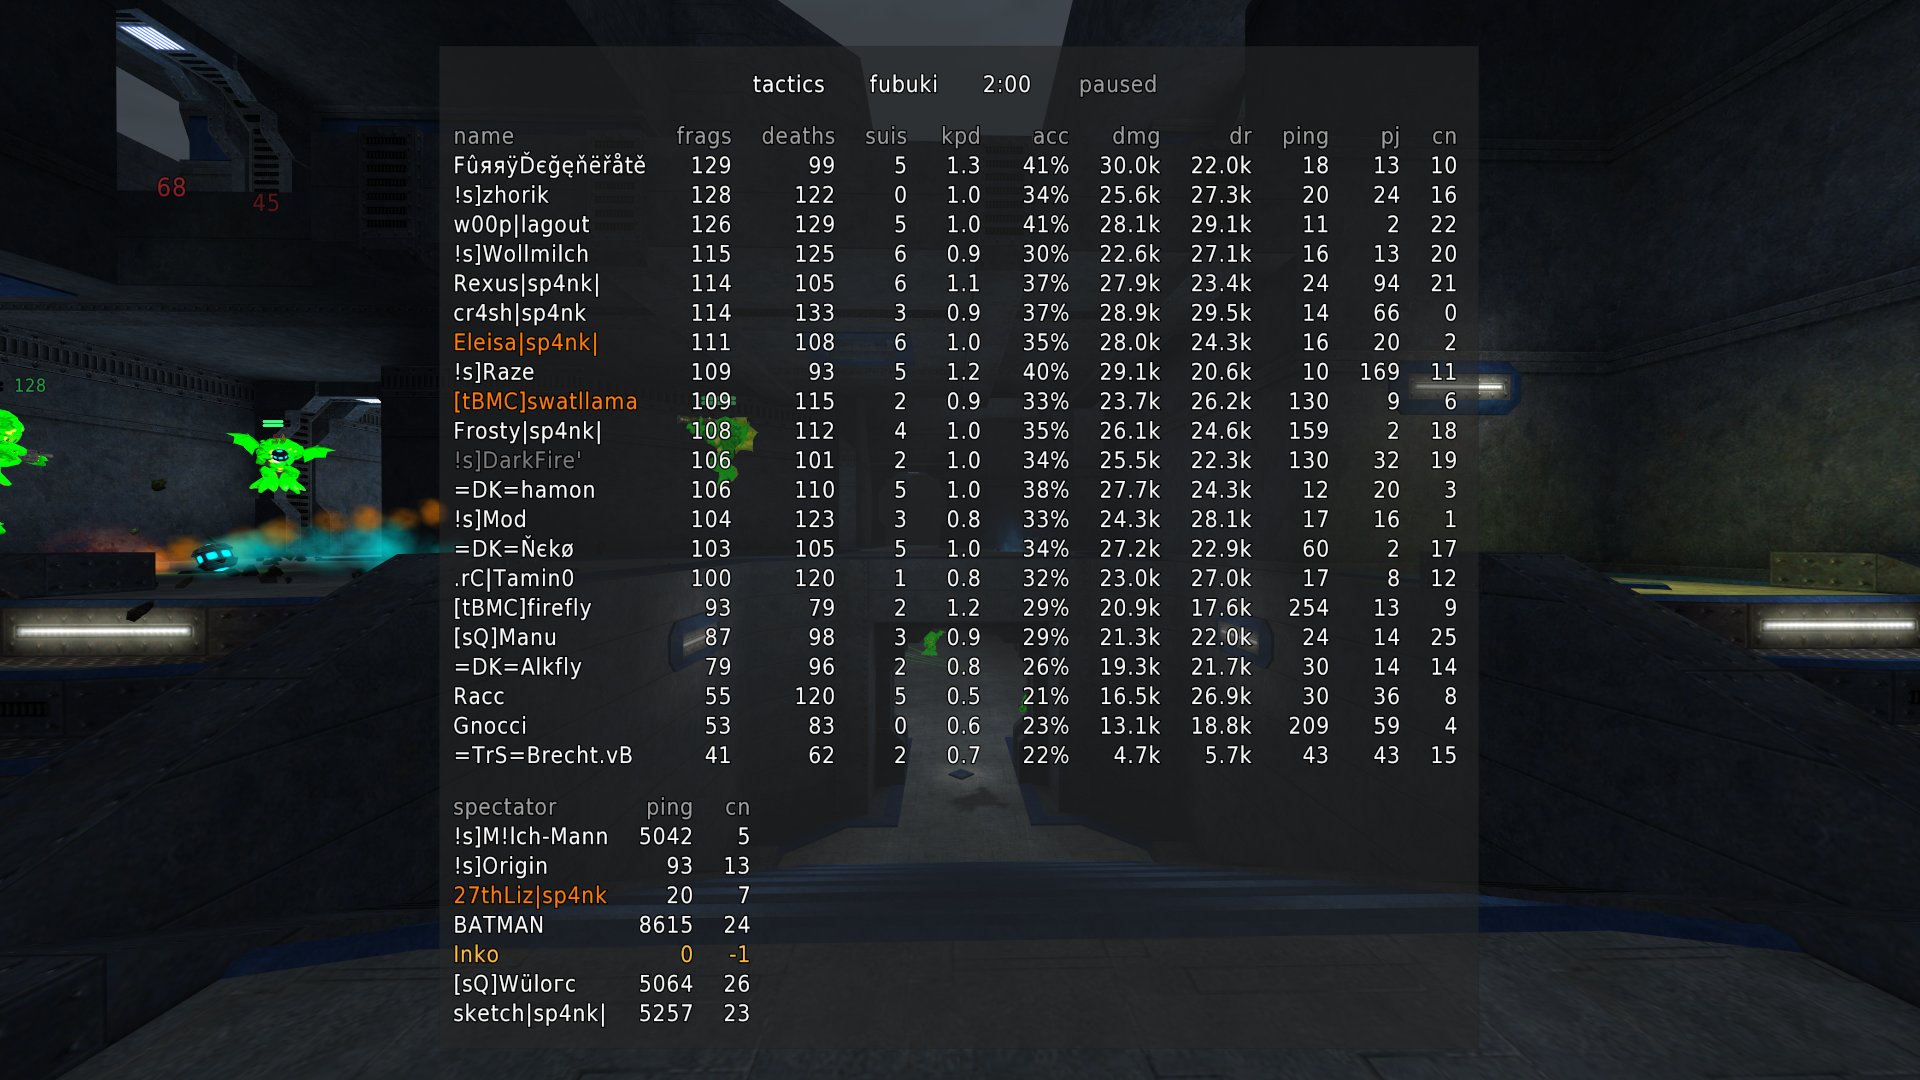 tactics fubuki 2:00 paused
name frags deaths suis kpd acc dmg dr ping pj cn
FûяяÿĎєğęňëřåtě 129 99 5 1.3 41% 30.0k 22.0k 18 13 10
!s]zhorik 128 122 0 1.0 34% 25.6k 27.3k 20 24 16
w00p|lagout 126 129 5 1.0 41% 28.1k 29.1k 11 2 22
!s]Wollmilch 115 125 6 0.9 30% 22.6k 27.1k 16 13 20
Rexus|sp4nk| 114 105 6 1.1 37% 27.9k 23.4k 24 94 21
cr4sh|sp4nk 114 133 3 0.9 37% 28.9k 29.5k 14 66 0
Eleisa|sp4nk| 111 108 6 1.0 35% 28.0k 24.3k 16 20 2
!s]Raze 109 93 5 1.2 40% 29.1k 20.6k 10 169 11
[tBMC]swatllama 109 115 2 0.9 33% 23.7k 26.2k 130 9 6
Frosty|sp4nk| 108 112 4 1.0 35% 26.1k 24.6k 159 2 18
!s]DarkFire' 106 101 2 1.0 34% 25.5k 22.3k 130 32 19
=DK=hamon 106 110 5 1.0 38% 27.7k 24.3k 12 20 3
!s]Mod 104 123 3 0.8 33% 24.3k 28.1k 17 16 1
=DK=Ňєkø 103 105 5 1.0 34% 27.2k 22.9k 60 2 17
.rC|Tamin0 100 120 1 0.8 32% 23.0k 27.0k 17 8 12
[tBMC]firefly 93 79 2 1.2 29% 20.9k 17.6k 254 13 9
[sQ]Manu 87 98 3 0.9 29% 21.3k 22.0k 24 14 25
=DK=Alkfly 79 96 2 0.8 26% 19.3k 21.7k 30 14 14
Racc 55 120 5 0.5 21% 16.5k 26.9k 30 36 8
Gnocci 53 83 0 0.6 23% 13.1k 18.8k 209 59 4
=TrS=Brecht.vB 41 62 2 0.7 22% 4.7k 5.7k 43 43 15
spectator ping cn
!s]M!lch-Mann 5042 5
!s]Origin 93 13
27thLiz|sp4nk 20 7
BATMAN 8615 24
Inko 0 -1
[sQ]Wüloгc 5064 26
sketch|sp4nk| 5257 23
68
45
128